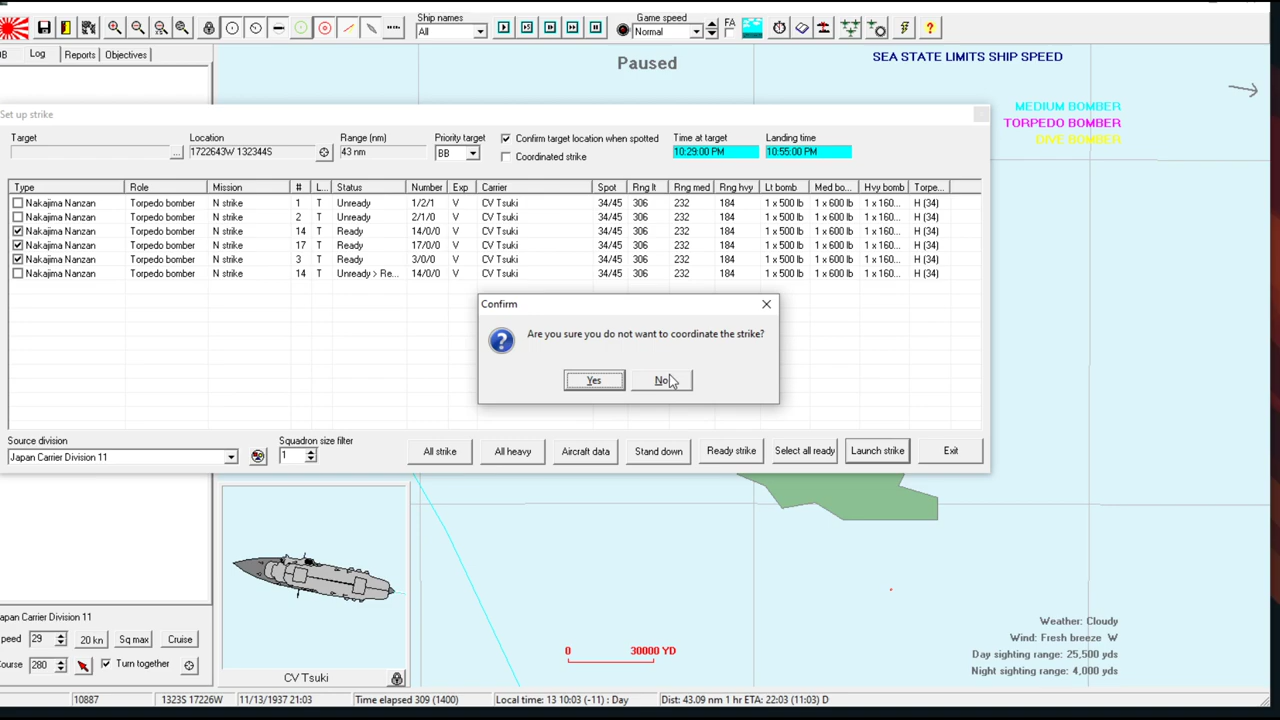 Ship names
Game speed
All
Normal
FA
DB
Log
Reports
Objectives
Paused
SEA STATE LIMITS SHIP SPEED
MEDIUM BOMBER
TORPEDO BOMBER
DIVE BOMBER
Set up strike
Target
Location
Range (nm)
Priority target
Confirm target location when spotted
Time at target
Landing time
...
1722643W 132344S
43 nm
BB
Coordinated strike
10:29:00 PM
10:55:00 PM
Type Role Mission # L... Status Number Exp Carrier Spot Rng lt Rng med Rng hvy Lt bomb Med bo... Hvy bomb Torpe...
Nakajima Nanzan Torpedo bomber N strike 1 T Unready 1/2/1 V CV Tsuki 34/45 306 232 184 1 x 500 lb 1 x 600 lb 1 x 160... H (34)
Nakajima Nanzan Torpedo bomber N strike 2 T Unready 2/1/0 V CV Tsuki 34/45 306 232 184 1 x 500 lb 1 x 600 lb 1 x 160... H (34)
Nakajima Nanzan Torpedo bomber N strike 14 T Ready 14/0/0 V CV Tsuki 34/45 306 232 184 1 x 500 lb 1 x 600 lb 1 x 160... H (34)
Nakajima Nanzan Torpedo bomber N strike 17 T Ready 17/0/0 V CV Tsuki 34/45 306 232 184 1 x 500 lb 1 x 600 lb 1 x 160... H (34)
Nakajima Nanzan Torpedo bomber N strike 3 T Ready 3/0/0 V CV Tsuki 34/45 306 232 184 1 x 500 lb 1 x 600 lb 1 x 160... H (34)
Nakajima Nanzan Torpedo bomber N strike 14 T Unready > Re... 14/0/0 V CV Tsuki 34/45 306 232 184 1 x 500 lb 1 x 600 lb 1 x 160... H (34)
Confirm
Are you sure you do not want to coordinate the strike?
Yes
No
Source division
Squadron size filter
Japan Carrier Division 11
1
All strike
All heavy
Aircraft data
Stand down
Ready strike
Select all ready
Launch strike
Exit
CV Tsuki
apan Carrier Division 11
peed 29 20 kn Sq max Cruise
ourse 280 Turn together
0 30000 YD
Weather: Cloudy
Wind: Fresh breeze W
Day sighting range: 25,500 yds
Night sighting range: 4,000 yds
10887
1323S 17226W
11/13/1937 21:03
Time elapsed 309 (1400)
Local time: 13 10:03 (-11) : Day
Dist: 43.09 nm 1 hr ETA: 22:03 (11:03) D